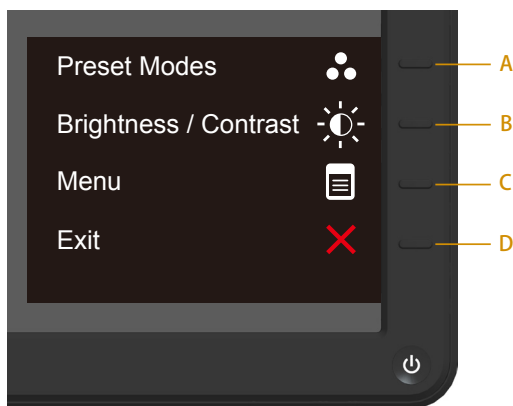 Preset Modes
A
Brightness / Contrast
B
Menu
C
Exit
D